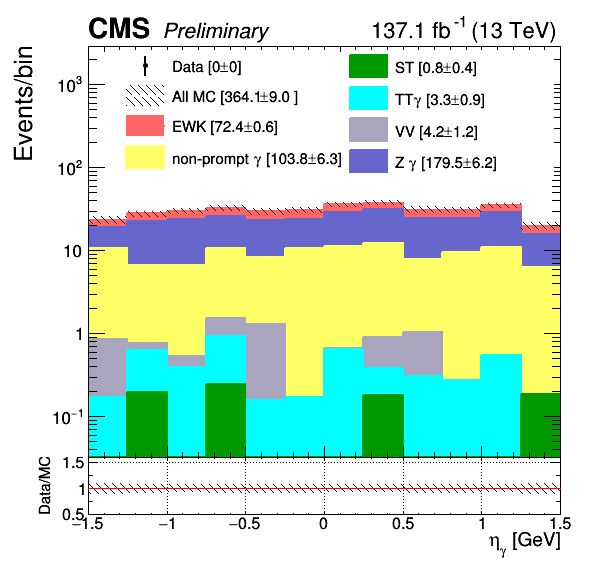 CMS Preliminary 137.1 fb⁻¹ (13 TeV)
Events/bin
Data [0±0]
All MC [364.1±9.0 ]
EWK [72.4±0.6]
non-prompt γ [103.8±6.3]
ST [0.8±0.4]
TTγ [3.3±0.9]
VV [4.2±1.2]
Z γ [179.5±6.2]
10³
10²
10
1
10⁻¹
Data/MC
1.5
1
0.5
−1.5 −1 −0.5 0 0.5 1 1.5
η_γ [GeV]